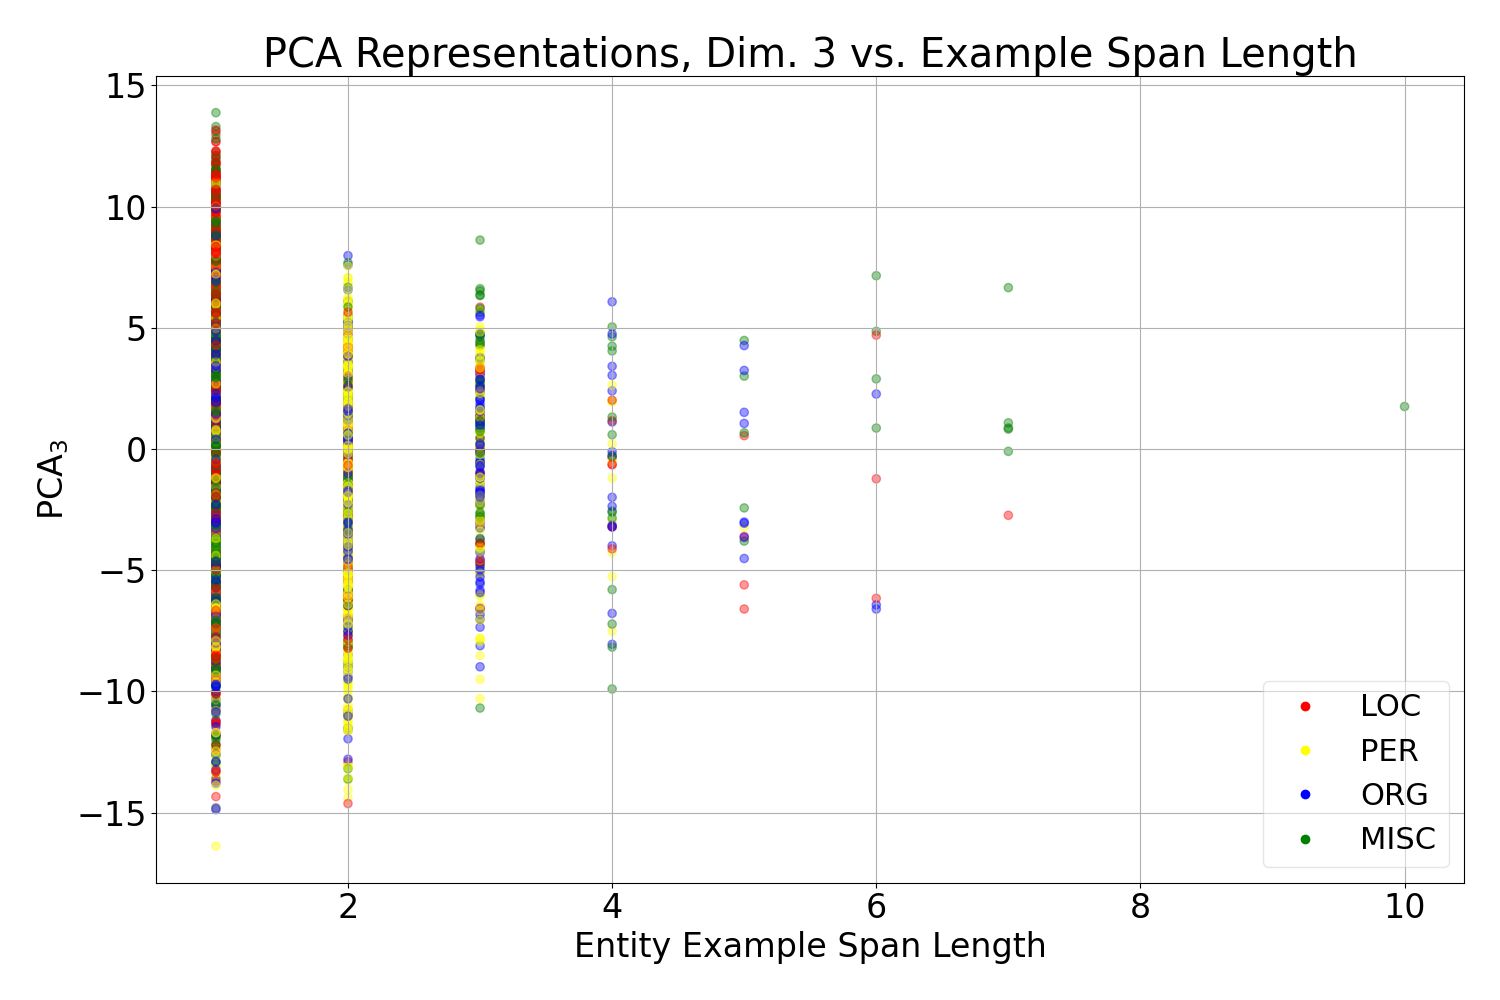 PCA Representations, Dim. 3 vs. Example Span Length
15
10
5
0
−5
−10
−15
PCA₃
2 4 6 8 10
Entity Example Span Length
LOC
PER
ORG
MISC